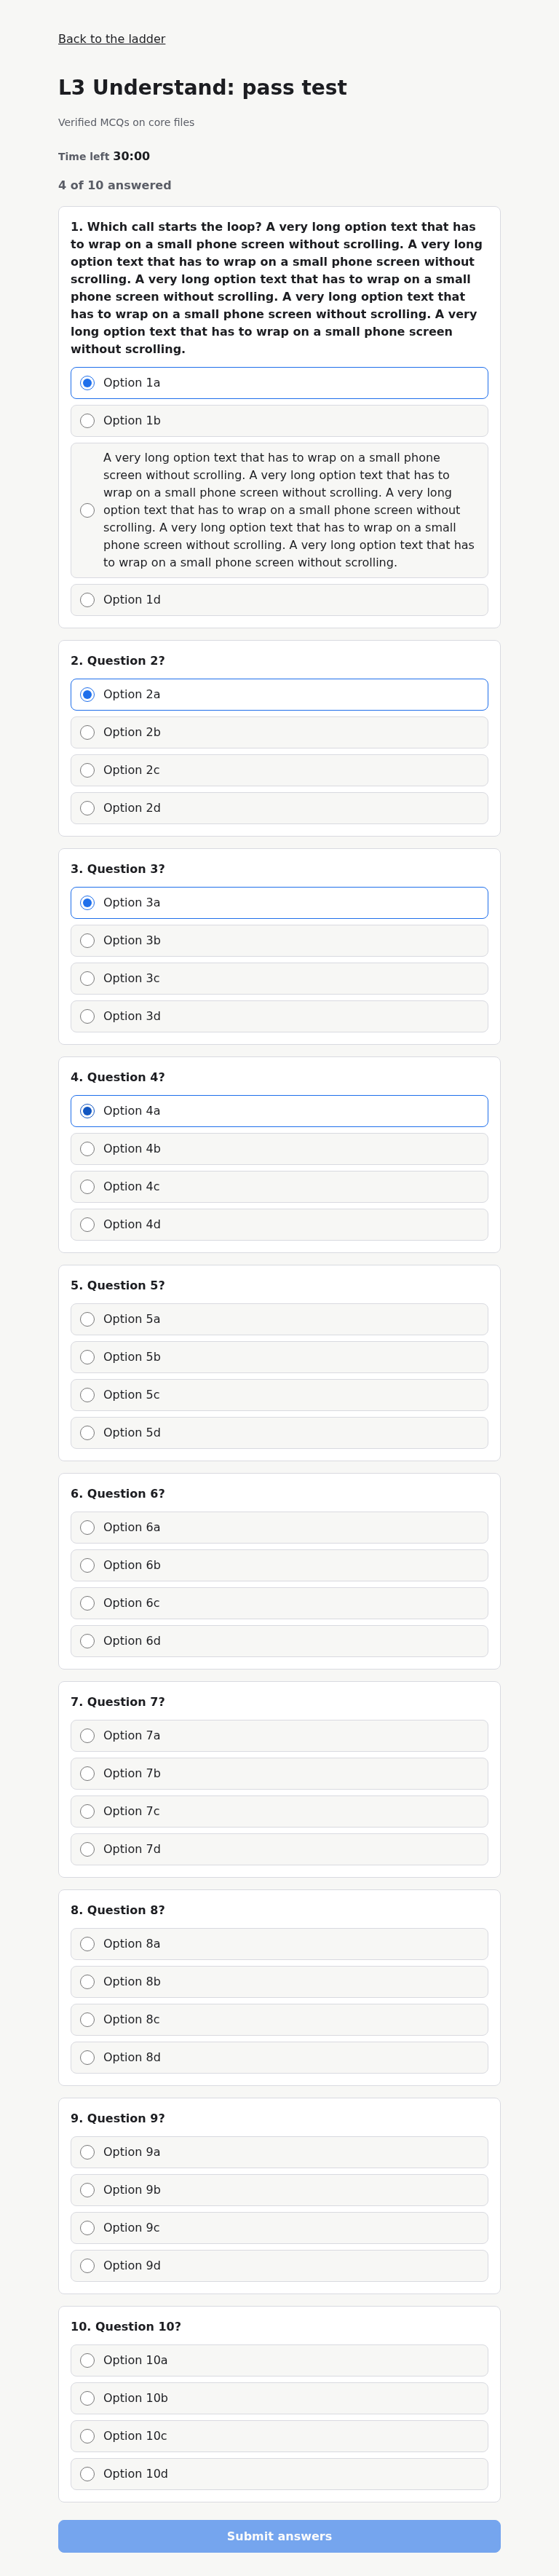 Back to the ladder
L3 Understand: pass test
Verified MCQs on core files
Time left 30:00
4 of 10 answered
1. Which call starts the loop? A very long option text that has
to wrap on a small phone screen without scrolling. A very long
option text that has to wrap on a small phone screen without
scrolling. A very long option text that has to wrap on a small
phone screen without scrolling. A very long option text that
has to wrap on a small phone screen without scrolling. A very
long option text that has to wrap on a small phone screen
without scrolling.
Option 1a
Option 1b
A very long option text that has to wrap on a small phone
screen without scrolling. A very long option text that has to
wrap on a small phone screen without scrolling. A very long
option text that has to wrap on a small phone screen without
scrolling. A very long option text that has to wrap on a small
phone screen without scrolling. A very long option text that has
to wrap on a small phone screen without scrolling.
Option 1d
2. Question 2?
Option 2a
Option 2b
Option 2c
Option 2d
3. Question 3?
Option 3a
Option 3b
Option 3c
Option 3d
4. Question 4?
Option 4a
Option 4b
Option 4c
Option 4d
5. Question 5?
Option 5a
Option 5b
Option 5c
Option 5d
6. Question 6?
Option 6a
Option 6b
Option 6c
Option 6d
7. Question 7?
Option 7a
Option 7b
Option 7c
Option 7d
8. Question 8?
Option 8a
Option 8b
Option 8c
Option 8d
9. Question 9?
Option 9a
Option 9b
Option 9c
Option 9d
10. Question 10?
Option 10a
Option 10b
Option 10c
Option 10d
Submit answers